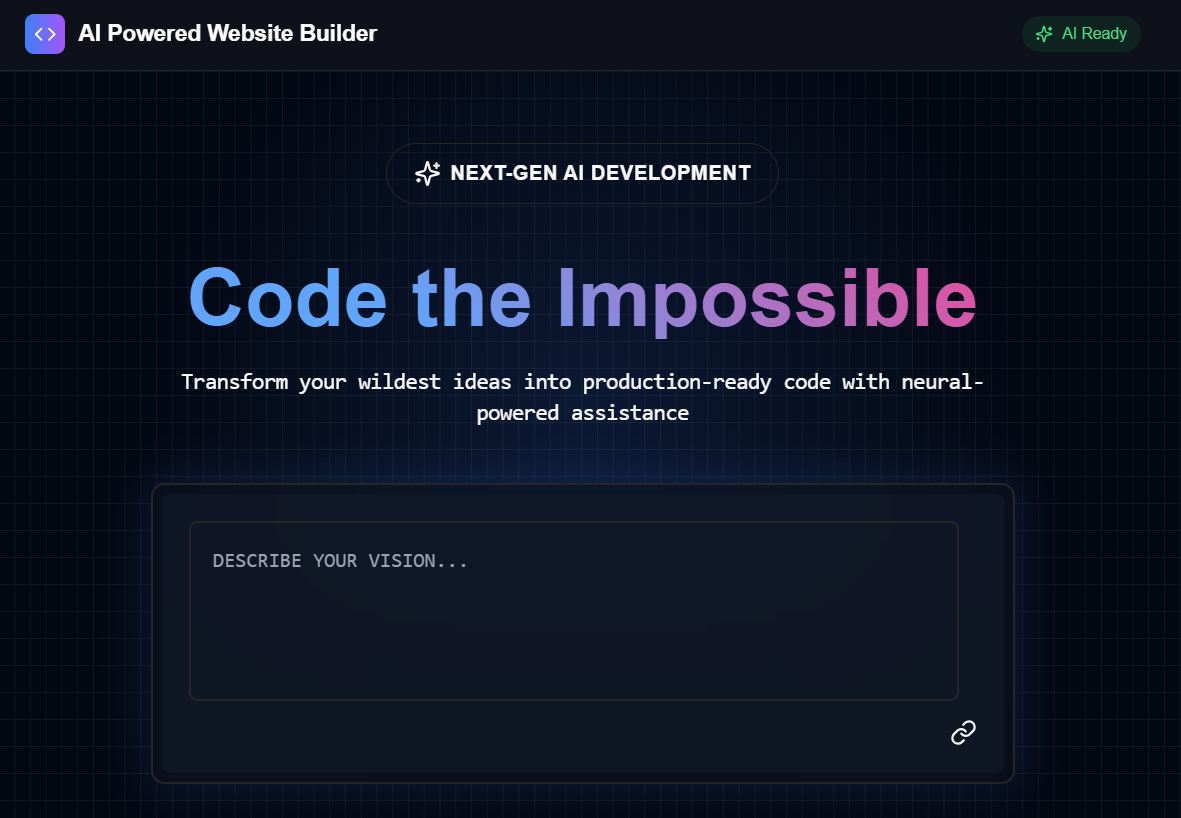 AI Powered Website Builder
AI Ready
NEXT-GEN AI DEVELOPMENT
Code the Impossible
Transform your wildest ideas into production-ready code with neural-
powered assistance
DESCRIBE YOUR VISION...